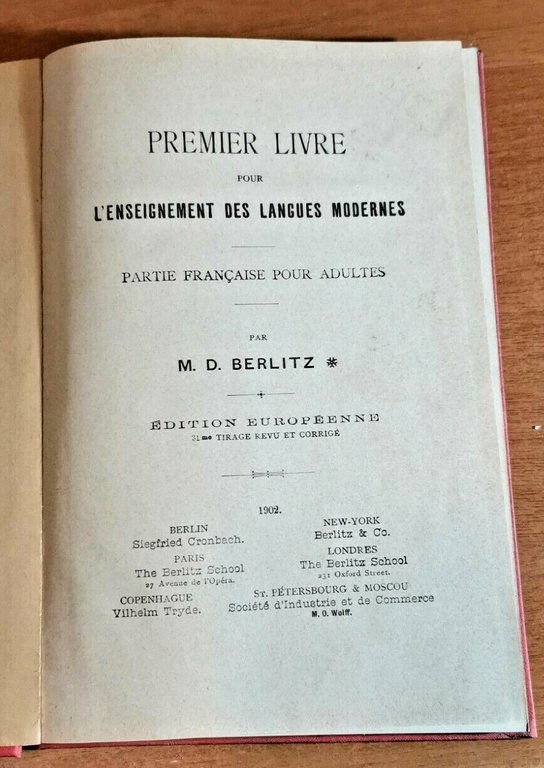 PREMIER LIVRE
POUR
L'ENSEIGNEMENT DES LANGUES MODERNES
PARTIE FRANÇAISE POUR ADULTES
PAR
M. D. BERLITZ *
ÉDITION EUROPÉENNE
31me TIRAGE REVU ET CORRIGÉ
1902.
BERLIN
Siegfried Cronbach.
NEW-YORK
Berlitz & Co.
PARIS
The Berlitz School
27 Avenue de l'Opéra.
LONDRES
The Berlitz School
231 Oxford Street.
COPENHAGUE
Vilhelm Tryde.
ST. PÉTERSBOURG & MOSCOU
Société d'Industrie et de Commerce
M. O. Wolff.